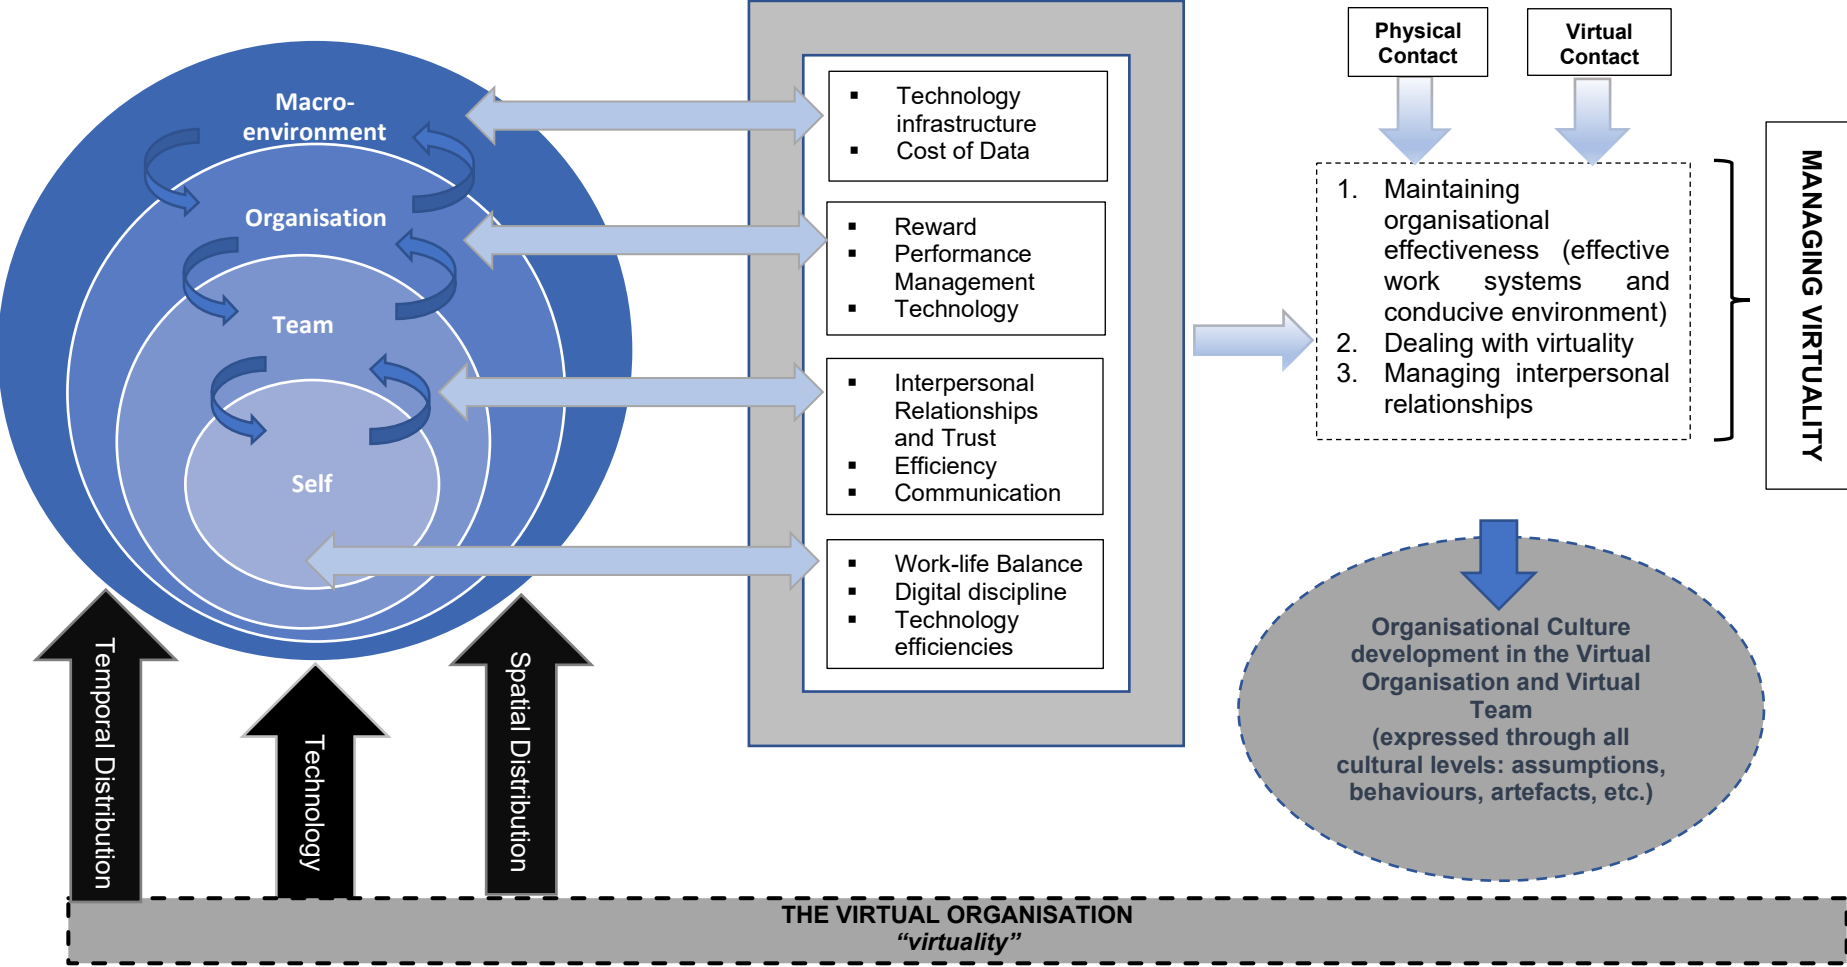 Macro-
environment
Organisation
Team
Self
Temporal Distribution
Technology
Spatial Distribution
▪ Technology
infrastructure
▪ Cost of Data
▪ Reward
▪ Performance
Management
▪ Technology
▪ Interpersonal
Relationships
and Trust
▪ Efficiency
▪ Communication
▪ Work-life Balance
▪ Digital discipline
▪ Technology
efficiencies
Physical
Contact
Virtual
Contact
1. Maintaining
organisational
effectiveness (effective
work systems and
conducive environment)
2. Dealing with virtuality
3. Managing interpersonal
relationships
MANAGING VIRTUALITY
Organisational Culture
development in the Virtual
Organisation and Virtual
Team
(expressed through all
cultural levels: assumptions,
behaviours, artefacts, etc.)
THE VIRTUAL ORGANISATION
“virtuality”